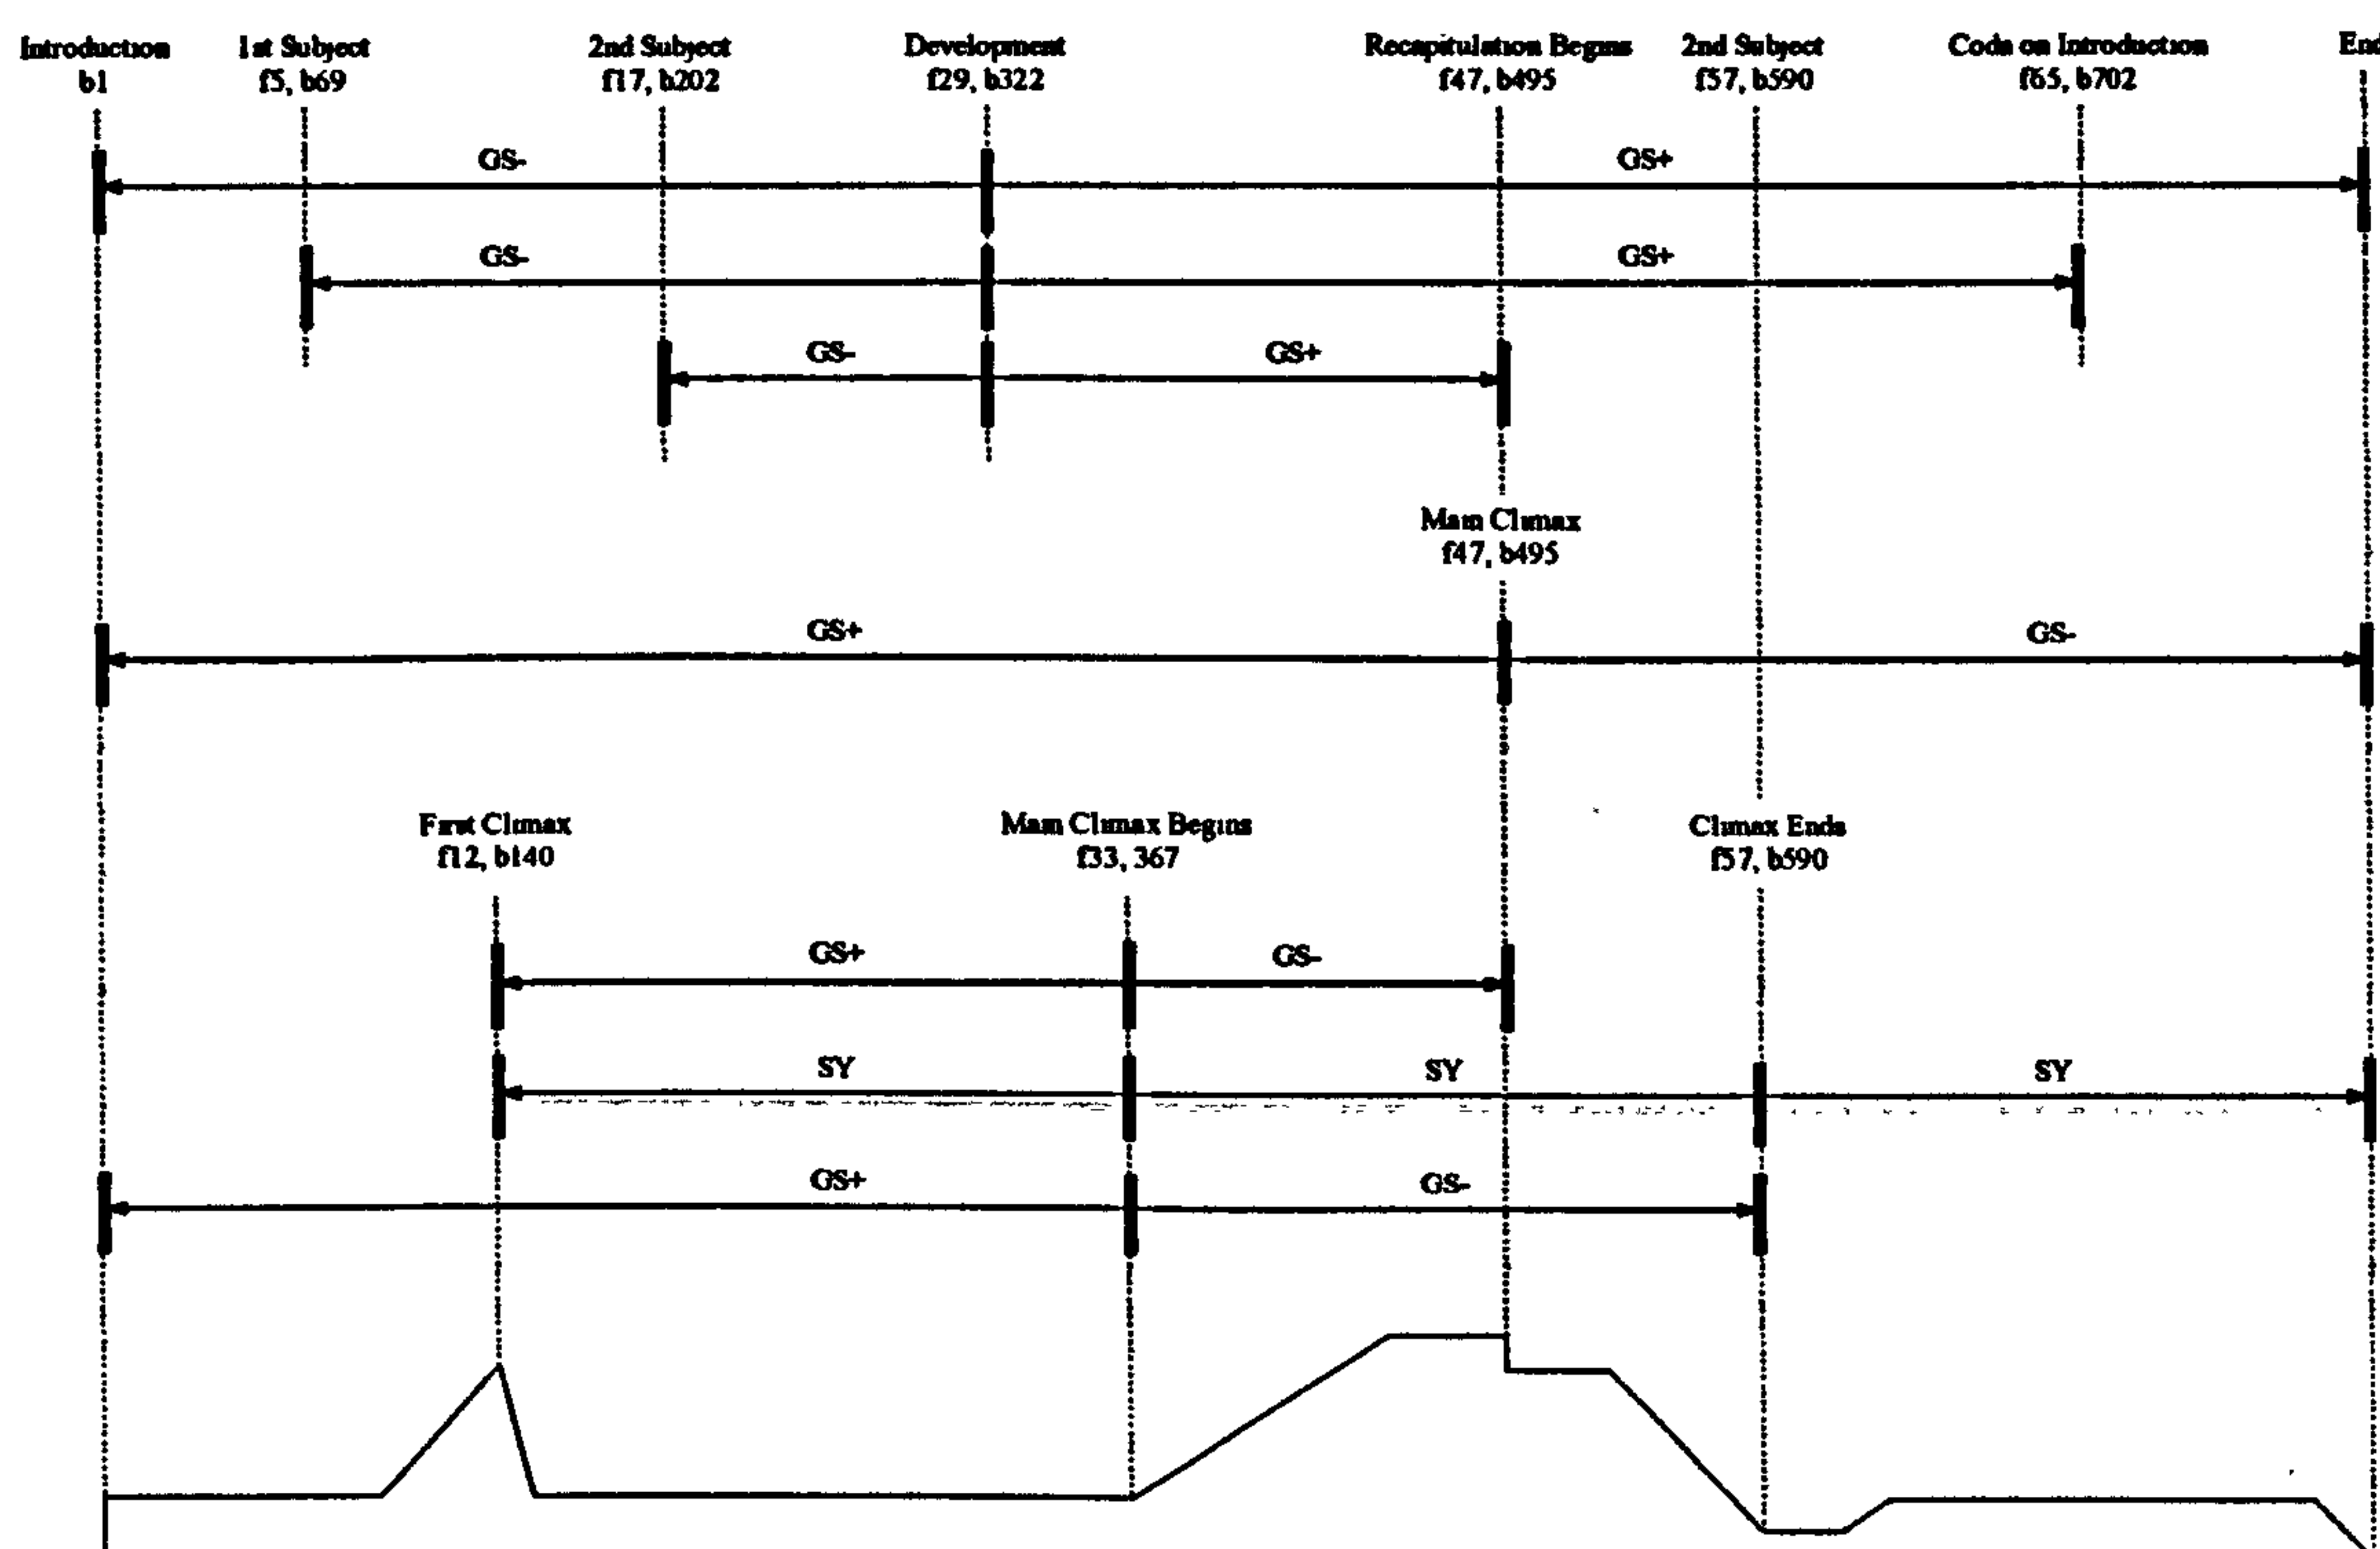 Introduction
b1
1st Subject
f5, b69
2nd Subject
f17, b202
Development
f29, b322
Recapitulation Begins
f47, b495
2nd Subject
f57, b590
Coda on Introduction
f65, b702
End
GS-
GS+
GS-
GS+
GS-
GS+
Main Climax
f47, b495
GS+
GS-
First Climax
f12, b140
Main Climax Begins
f33, 367
Climax Ends
f57, b590
GS+
GS-
SY
SY
SY
GS+
GS-